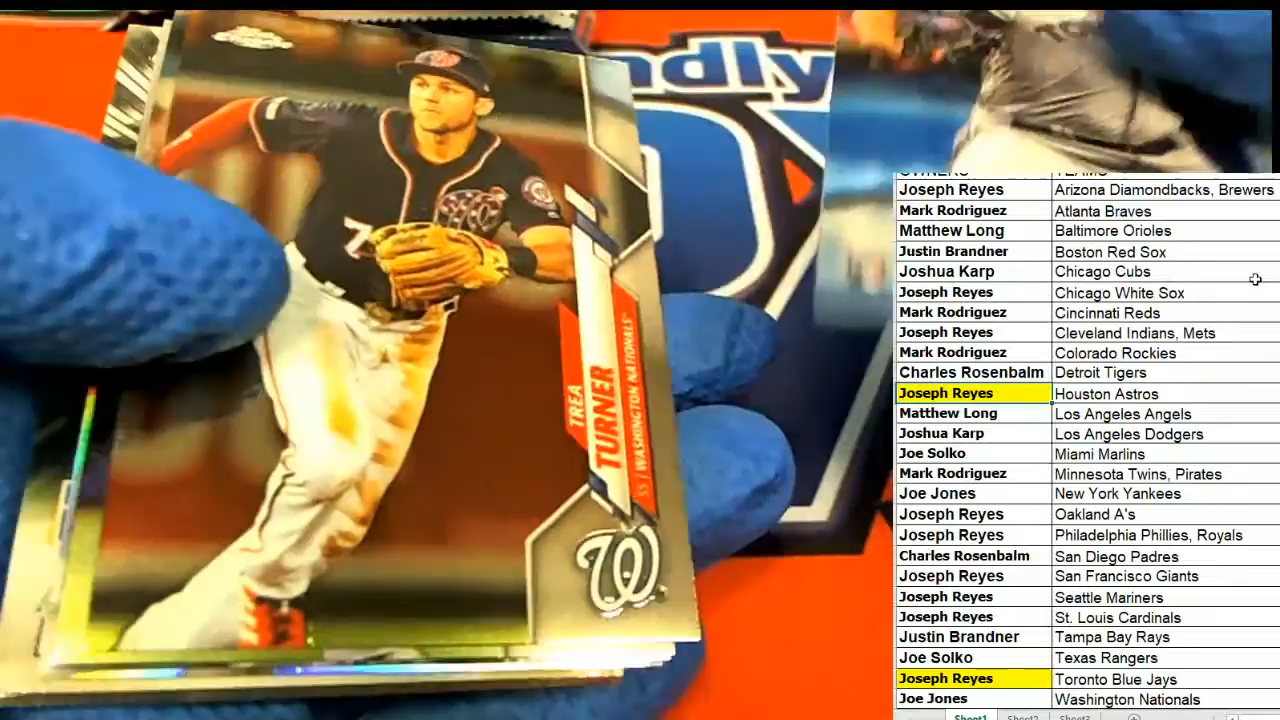 ndly
7
TREA
TURNER
SS / WASHINGTON NATIONALS
W
OWNERS TEAMS
Joseph Reyes Arizona Diamondbacks, Brewers
Mark Rodriguez Atlanta Braves
Matthew Long Baltimore Orioles
Justin Brandner Boston Red Sox
Joshua Karp Chicago Cubs
Joseph Reyes Chicago White Sox
Mark Rodriguez Cincinnati Reds
Joseph Reyes Cleveland Indians, Mets
Mark Rodriguez Colorado Rockies
Charles Rosenbalm Detroit Tigers
Joseph Reyes Houston Astros
Matthew Long Los Angeles Angels
Joshua Karp Los Angeles Dodgers
Joe Solko Miami Marlins
Mark Rodriguez Minnesota Twins, Pirates
Joe Jones New York Yankees
Joseph Reyes Oakland A's
Joseph Reyes Philadelphia Phillies, Royals
Charles Rosenbalm San Diego Padres
Joseph Reyes San Francisco Giants
Joseph Reyes Seattle Mariners
Joseph Reyes St. Louis Cardinals
Justin Brandner Tampa Bay Rays
Joe Solko Texas Rangers
Joseph Reyes Toronto Blue Jays
Joe Jones Washington Nationals
Sheet1 Sheet2 Sheet3